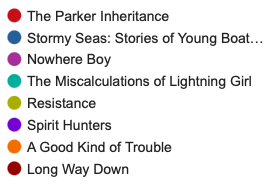 The Parker Inheritance
Stormy Seas: Stories of Young Boat…
Nowhere Boy
The Miscalculations of Lightning Girl
Resistance
Spirit Hunters
A Good Kind of Trouble
Long Way Down